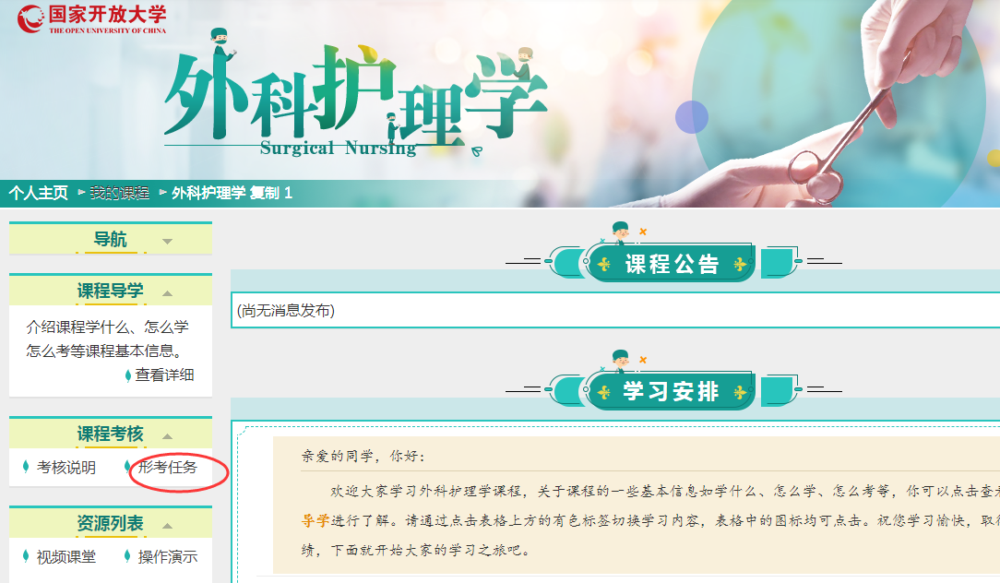 国家开放大学
THE OPEN UNIVERSITY OF CHINA
外科护理学
Surgical Nursing
个人主页 我的课程 外科护理学 复制 1
导航
课程导学
介绍课程学什么、怎么学
怎么考等课程基本信息。
查看详细
课程考核
考核说明 形考任务
资源列表
视频课堂 操作演示
课程公告
(尚无消息发布)
学习安排
亲爱的同学，你好：
欢迎大家学习外科护理学课程，关于课程的一些基本信息如学什么、怎么学、怎么考等，你可以点击查
导学进行了解。请通过点击表格上方的有色标签切换学习内容，表格中的图标均可点击。祝您学习愉快，取
绩，下面就开始大家的学习之旅吧。